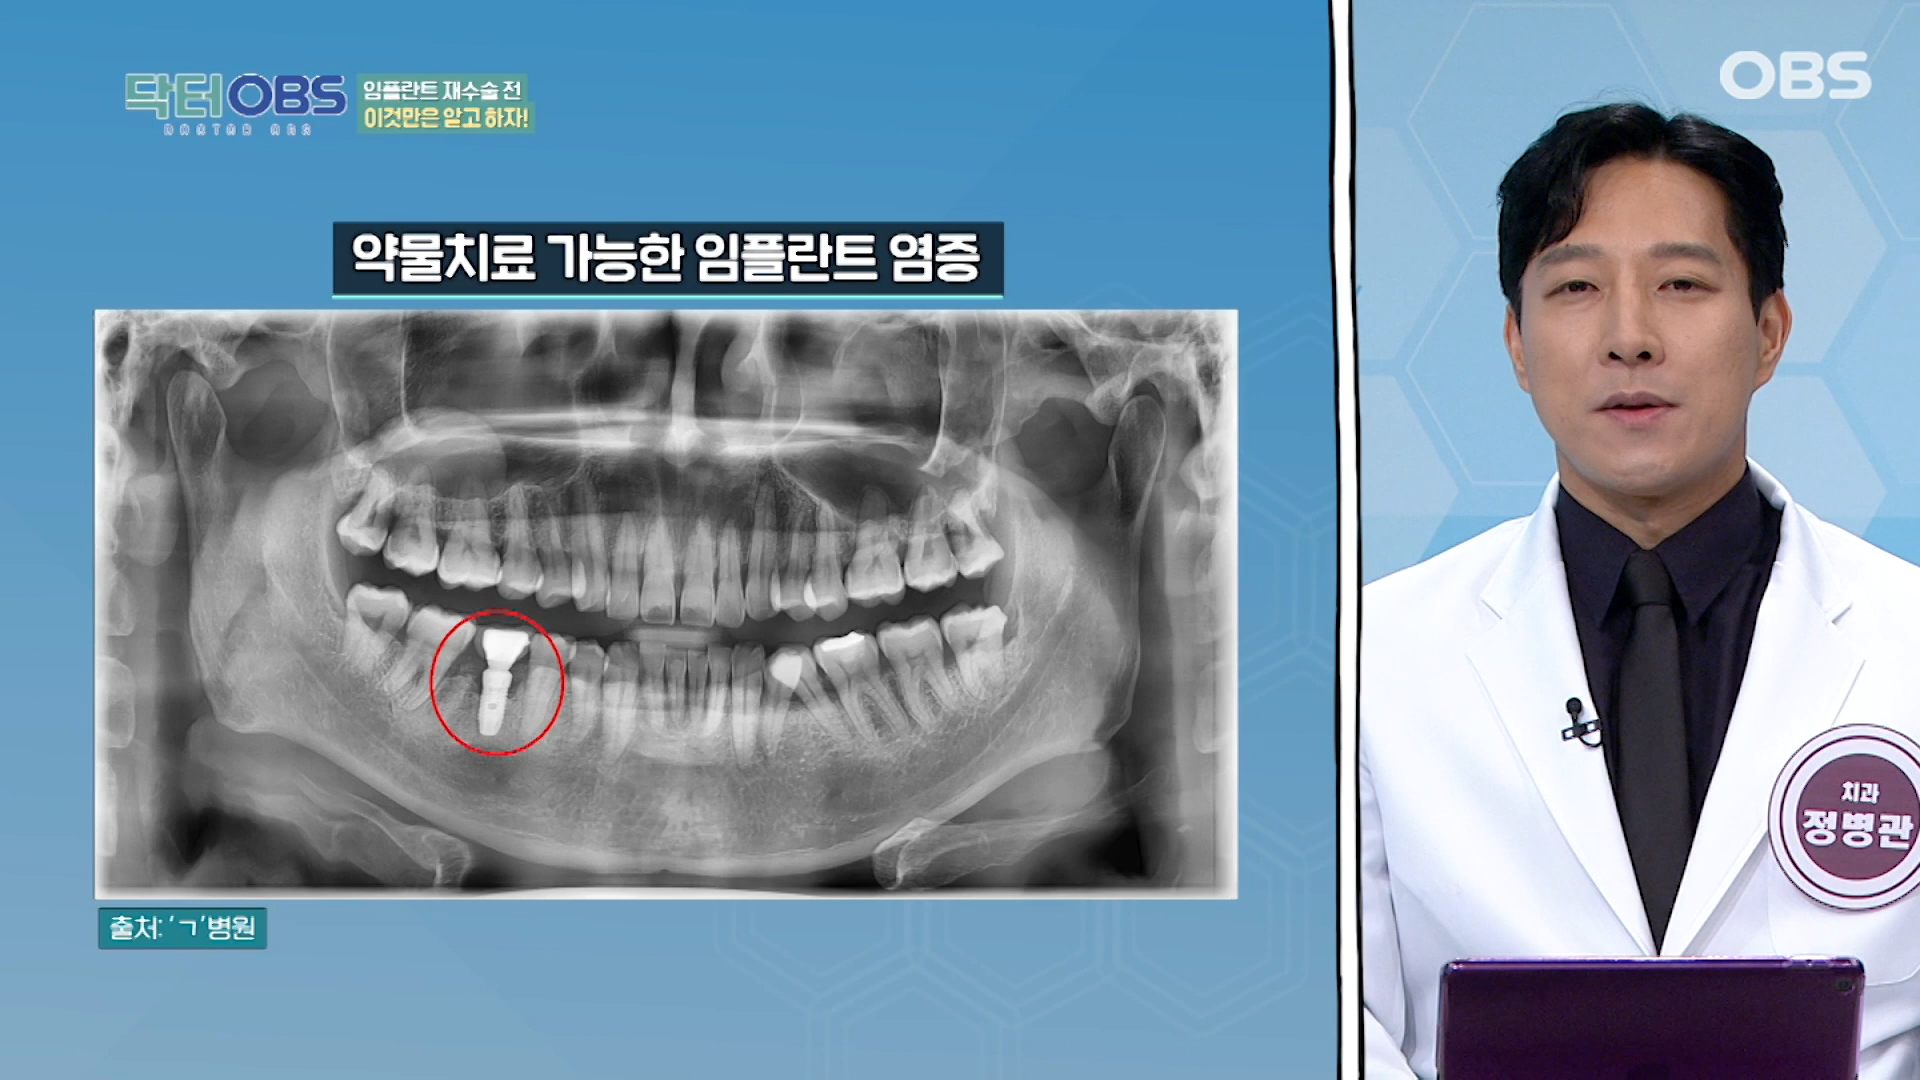 닥터OBS
임플란트 재수술 전
이것만은 알고 하자!
OBS
약물치료 가능한 임플란트 염증
출처: 'ㄱ'병원
치과
정병관